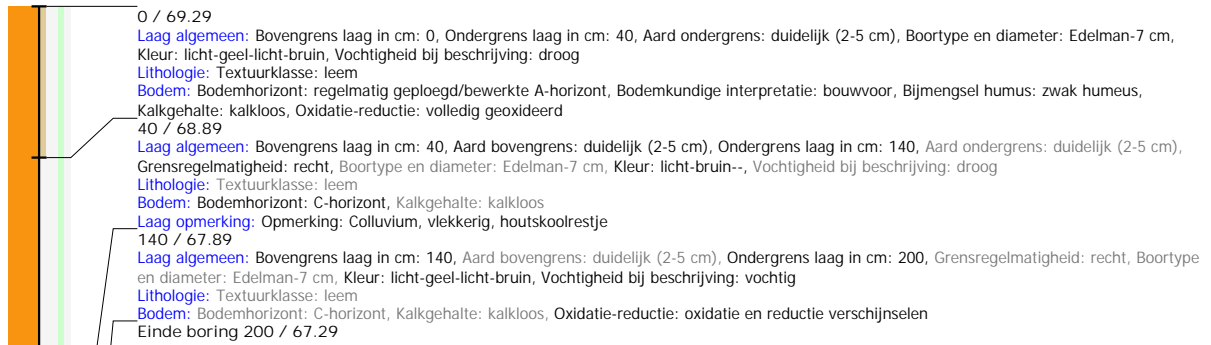 0 / 69.29
Laag algemeen: Bovengrens laag in cm: 0, Ondergrens laag in cm: 40, Aard ondergrens: duidelijk (2-5 cm), Boortype en diameter: Edelman-7 cm,
Kleur: licht-geel-licht-bruin, Vochtigheid bij beschrijving: droog
Lithologie: Textuurklasse: leem
Bodem: Bodemhorizont: regelmatig geploegd/bewerkte A-horizont, Bodemkundige interpretatie: bouwvoor, Bijmengsel humus: zwak humeus,
Kalkgehalte: kalkloos, Oxidatie-reductie: volledig geoxideerd
40 / 68.89
Laag algemeen: Bovengrens laag in cm: 40, Aard bovengrens: duidelijk (2-5 cm), Ondergrens laag in cm: 140, Aard ondergrens: duidelijk (2-5 cm),
Grensregelmatigheid: recht, Boortype en diameter: Edelman-7 cm, Kleur: licht-bruin--, Vochtigheid bij beschrijving: droog
Lithologie: Textuurklasse: leem
Bodem: Bodemhorizont: C-horizont, Kalkgehalte: kalkloos
Laag opmerking: Opmerking: Colluvium, vlekkerig, houtskoolrestje
140 / 67.89
Laag algemeen: Bovengrens laag in cm: 140, Aard bovengrens: duidelijk (2-5 cm), Ondergrens laag in cm: 200, Grensregelmatigheid: recht, Boortype
en diameter: Edelman-7 cm, Kleur: licht-geel-licht-bruin, Vochtigheid bij beschrijving: vochtig
Lithologie: Textuurklasse: leem
Bodem: Bodemhorizont: C-horizont, Kalkgehalte: kalkloos, Oxidatie-reductie: oxidatie en reductie verschijnselen
Einde boring 200 / 67.29